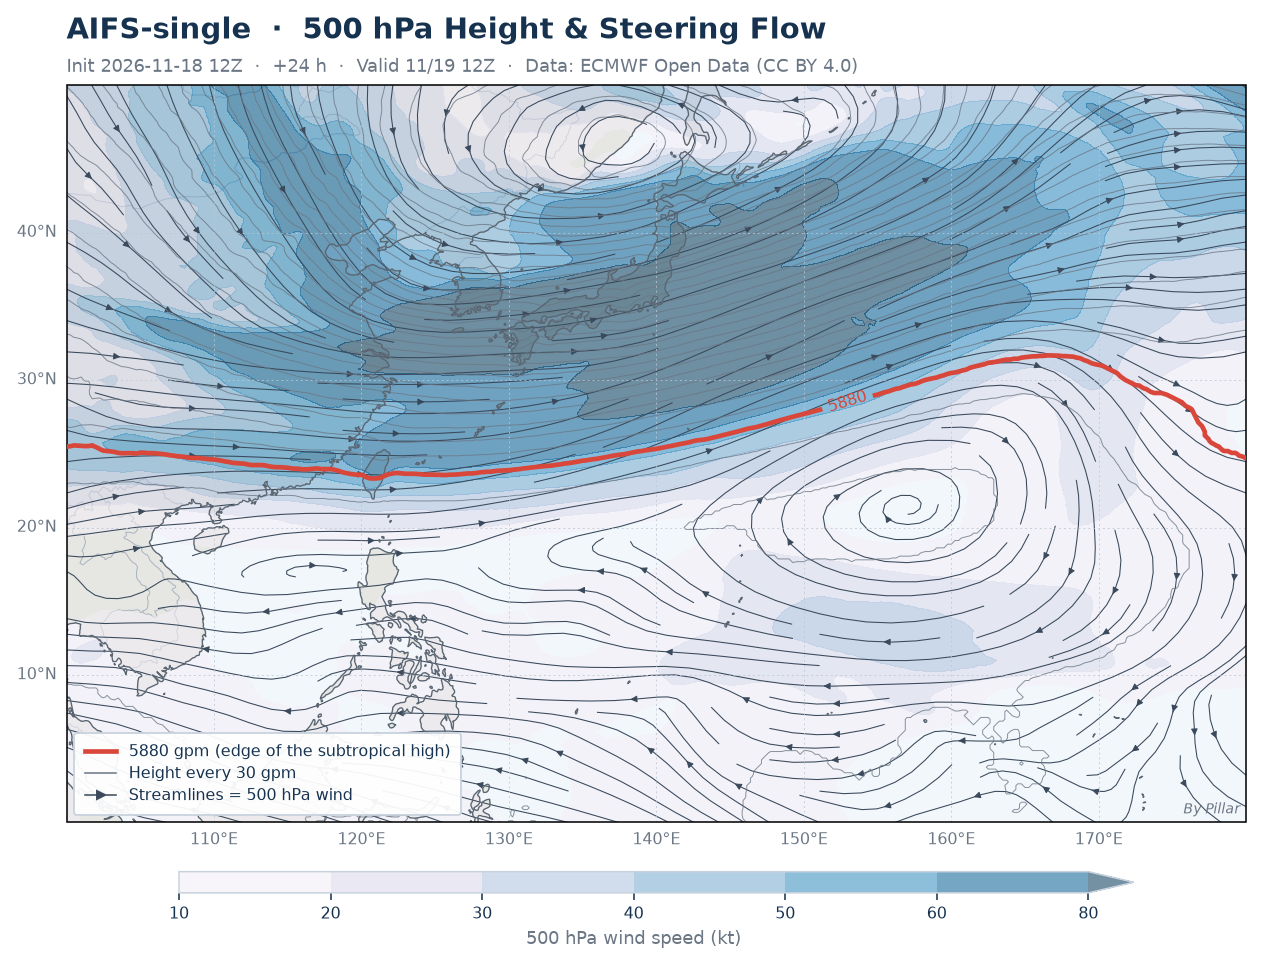 AIFS-single  ·  500 hPa Height & Steering Flow
Init 2026-11-18 12Z  ·  +24 h  ·  Valid 11/19 12Z  ·  Data: ECMWF Open Data (CC BY 4.0)
40°N
30°N
20°N
10°N
5880
5880 gpm (edge of the subtropical high)
Height every 30 gpm
Streamlines = 500 hPa wind
By Pillar
110°E 120°E 130°E 140°E 150°E 160°E 170°E
10 20 30 40 50 60 80
500 hPa wind speed (kt)